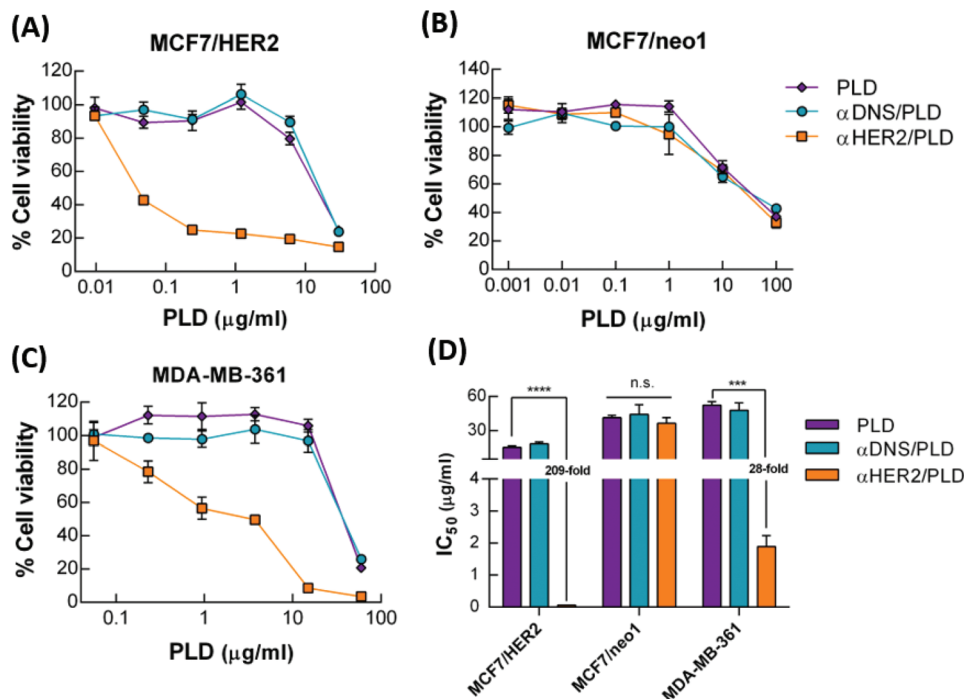 (A)
MCF7/HER2
120
100
80
60
40
20
0
% Cell viability
0.01 0.1 1 10 100
PLD (μg/ml)
(B)
MCF7/neo1
120
100
80
60
40
20
0
% Cell viability
0.001 0.01 0.1 1 10 100
PLD (μg/ml)
PLD
αDNS/PLD
αHER2/PLD
(C)
MDA-MB-361
120
100
80
60
40
20
0
% Cell viability
0.1 1 10 100
PLD (μg/ml)
(D)
60
30
4
3
2
1
0
IC50 (μg/ml)
**** n.s. ***
209-fold 28-fold
MCF7/HER2
MCF7/neo1
MDA-MB-361
PLD
αDNS/PLD
αHER2/PLD